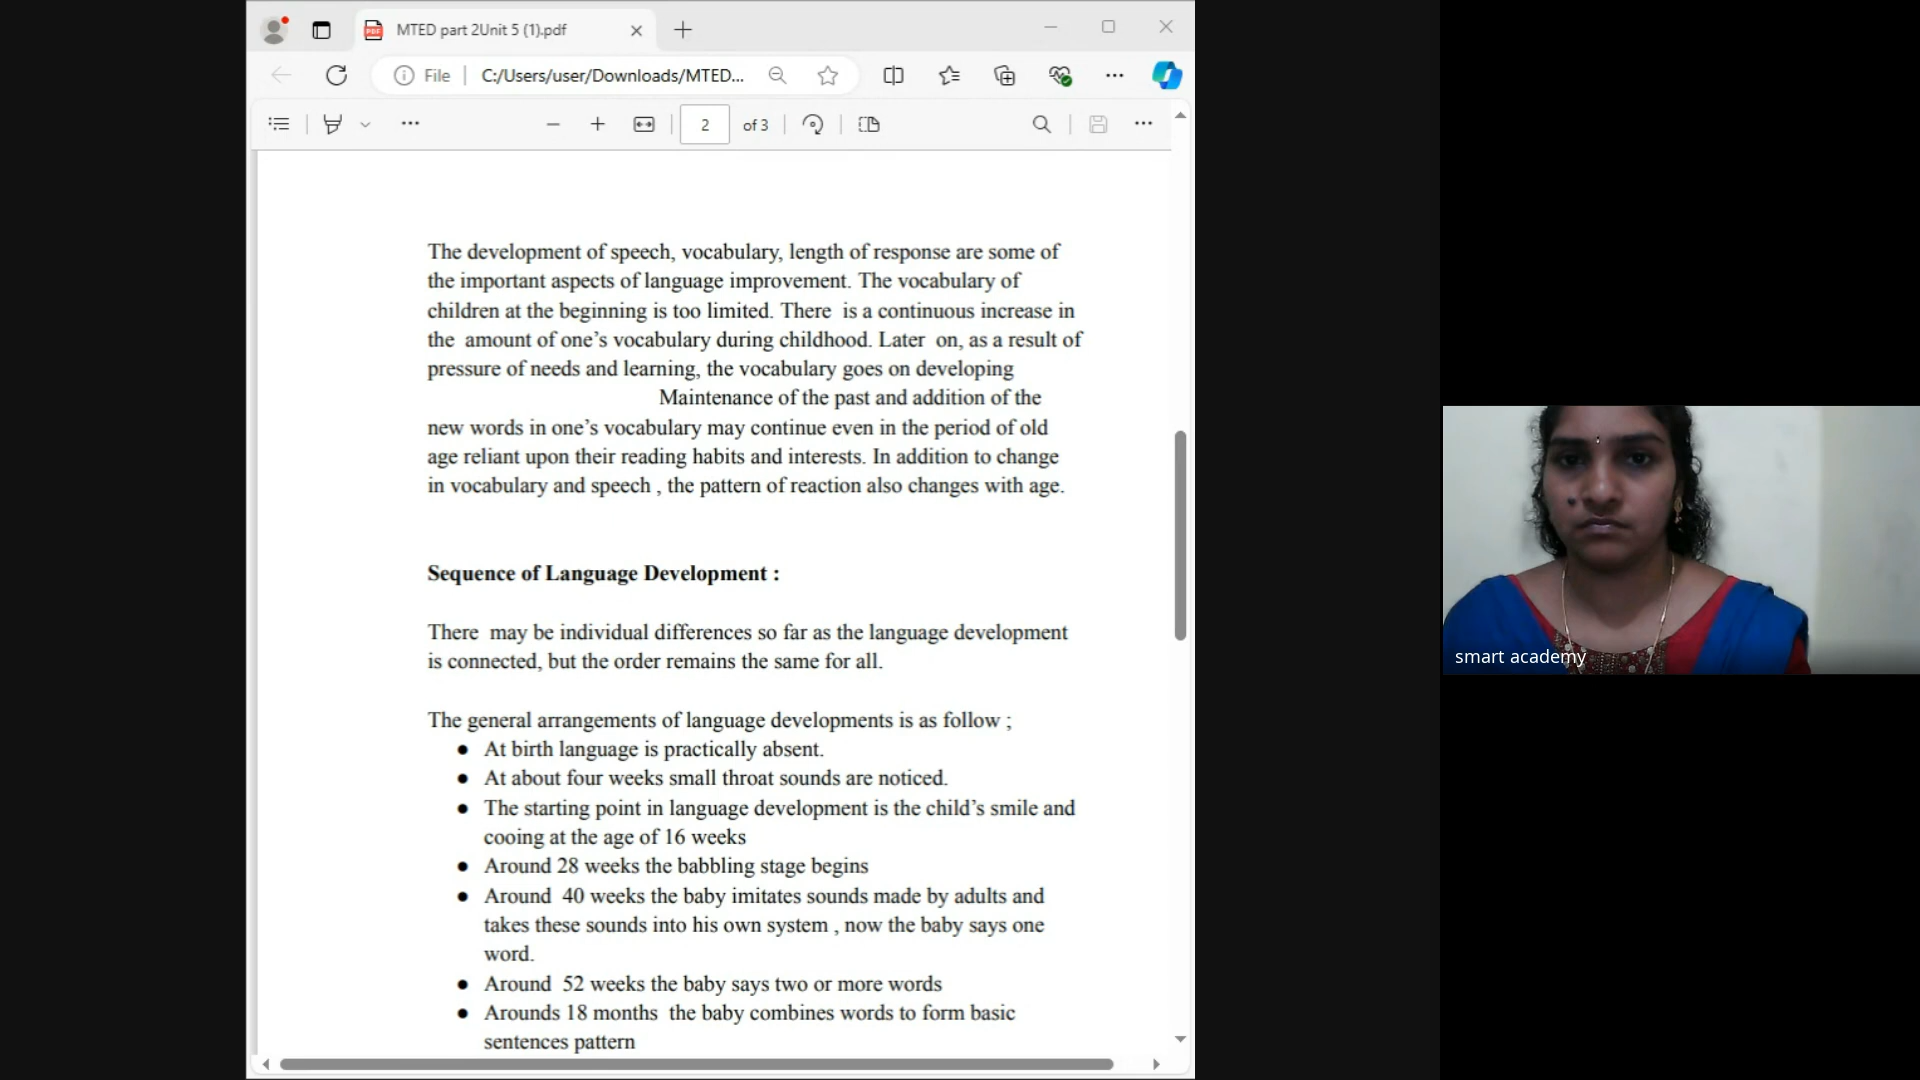 MTED part 2Unit 5 (1).pdf
File
C:/Users/user/Downloads/MTED...
2
of 3
The development of speech, vocabulary, length of response are some of
the important aspects of language improvement. The vocabulary of
children at the beginning is too limited. There  is a continuous increase in
the  amount of one’s vocabulary during childhood. Later  on, as a result of
pressure of needs and learning, the vocabulary goes on developing
Maintenance of the past and addition of the
new words in one’s vocabulary may continue even in the period of old
age reliant upon their reading habits and interests. In addition to change
in vocabulary and speech , the pattern of reaction also changes with age.
Sequence of Language Development :
There  may be individual differences so far as the language development
is connected, but the order remains the same for all.
The general arrangements of language developments is as follow ;
● At birth language is practically absent.
● At about four weeks small throat sounds are noticed.
● The starting point in language development is the child’s smile and
cooing at the age of 16 weeks
● Around 28 weeks the babbling stage begins
● Around  40 weeks the baby imitates sounds made by adults and
takes these sounds into his own system , now the baby says one
word.
● Around  52 weeks the baby says two or more words
● Arounds 18 months  the baby combines words to form basic
sentences pattern
smart academy